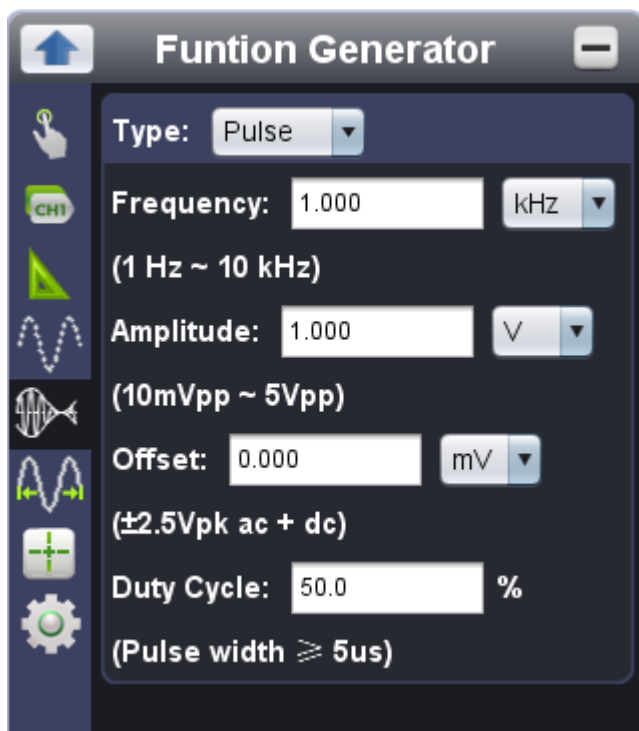 Funtion Generator
Type: Pulse
CH1
Frequency: 1.000 kHz
(1 Hz ~ 10 kHz)
Amplitude: 1.000 V
(10mVpp ~ 5Vpp)
Offset: 0.000 mV
(±2.5Vpk ac + dc)
Duty Cycle: 50.0 %
(Pulse width ≥ 5us)